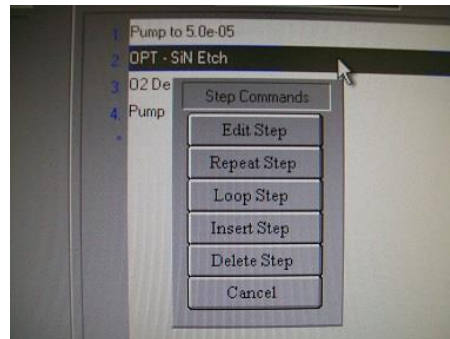 1. Pump to 5.0e-05
2. OPT - SiN Etch
3. O2 De
4. Pump
Step Commands
Edit Step
Repeat Step
Loop Step
Insert Step
Delete Step
Cancel